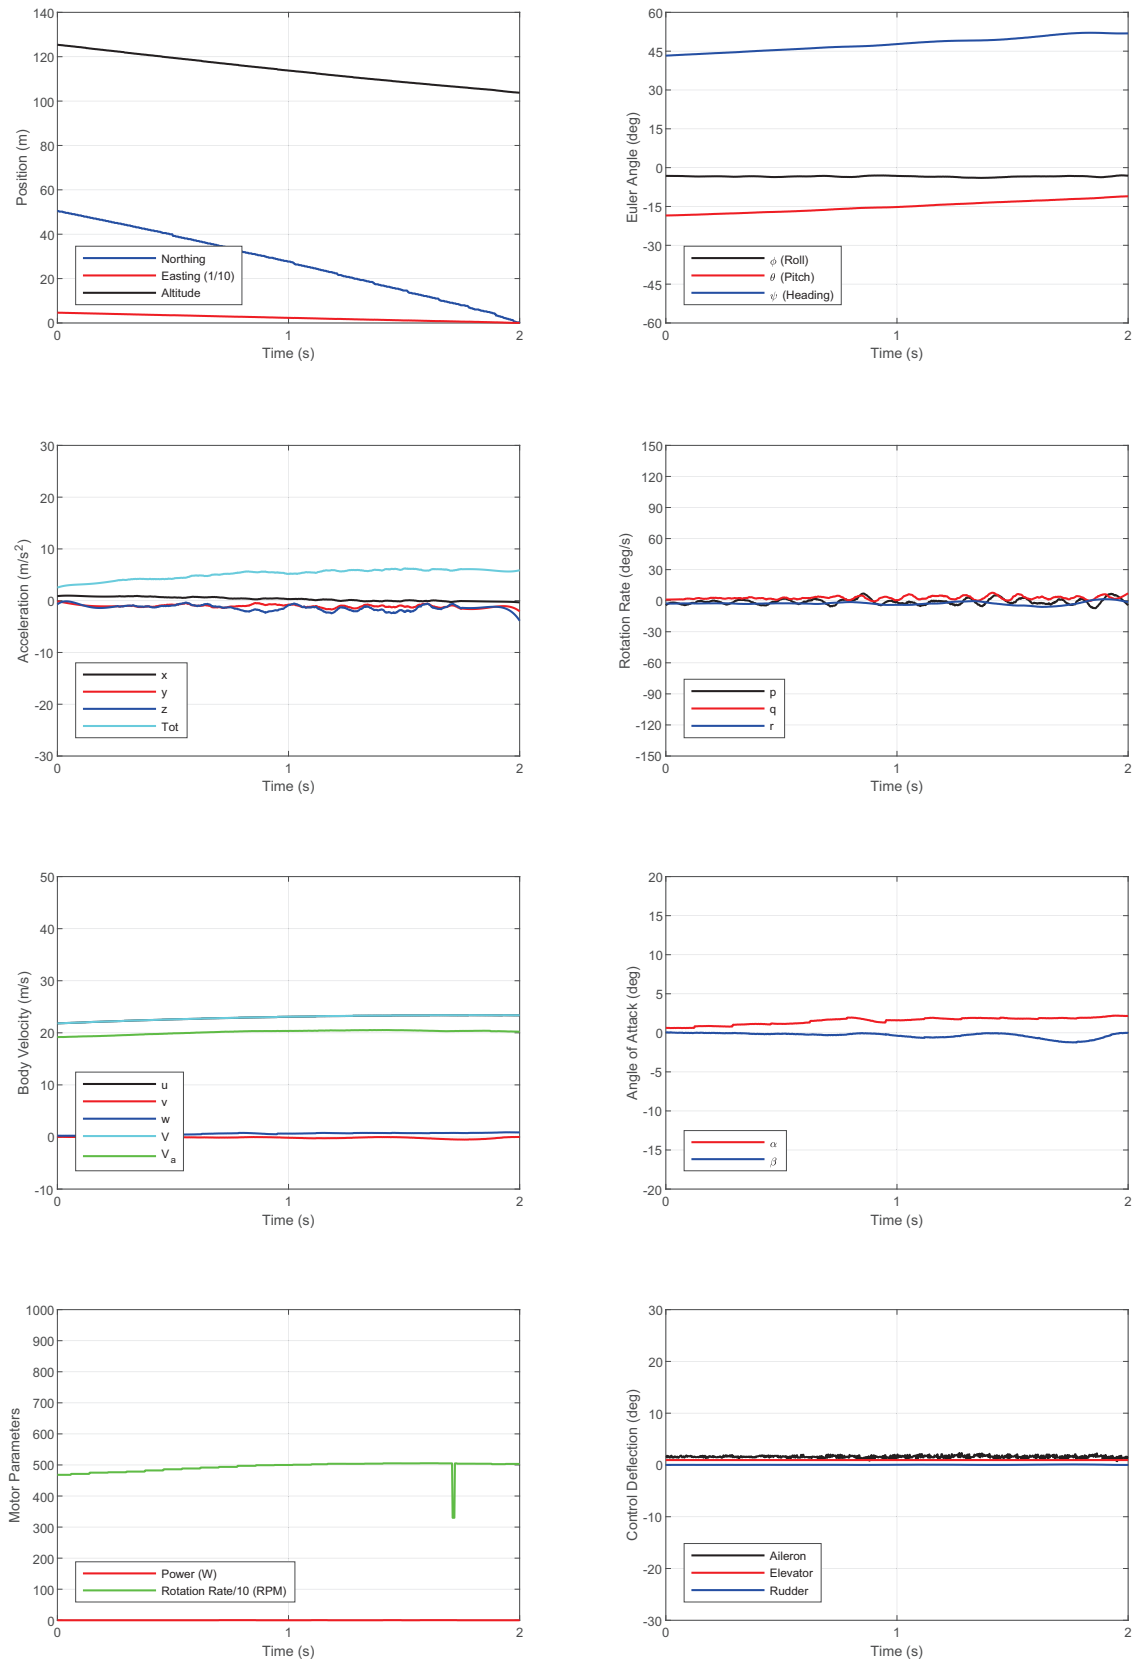 140
120
100
80
60
40
20
0
Position (m)
Northing
Easting (1/10)
Altitude
0 1 2
Time (s)
60
45
30
15
0
-15
-30
-45
-60
Euler Angle (deg)
ϕ (Roll)
θ (Pitch)
ψ (Heading)
0 1 2
Time (s)
30
20
10
0
-10
-20
-30
Acceleration (m/s²)
x
y
z
Tot
0 1 2
Time (s)
150
120
90
60
30
0
-30
-60
-90
-120
-150
Rotation Rate (deg/s)
p
q
r
0 1 2
Time (s)
50
40
30
20
10
0
-10
Body Velocity (m/s)
u
v
w
V
V_a
0 1 2
Time (s)
20
15
10
5
0
-5
-10
-15
-20
Angle of Attack (deg)
α
β
0 1 2
Time (s)
1000
900
800
700
600
500
400
300
200
100
0
Motor Parameters
Power (W)
Rotation Rate/10 (RPM)
0 1 2
Time (s)
30
20
10
5
0
-10
-20
-30
Control Deflection (deg)
Aileron
Elevator
Rudder
0 1 2
Time (s)